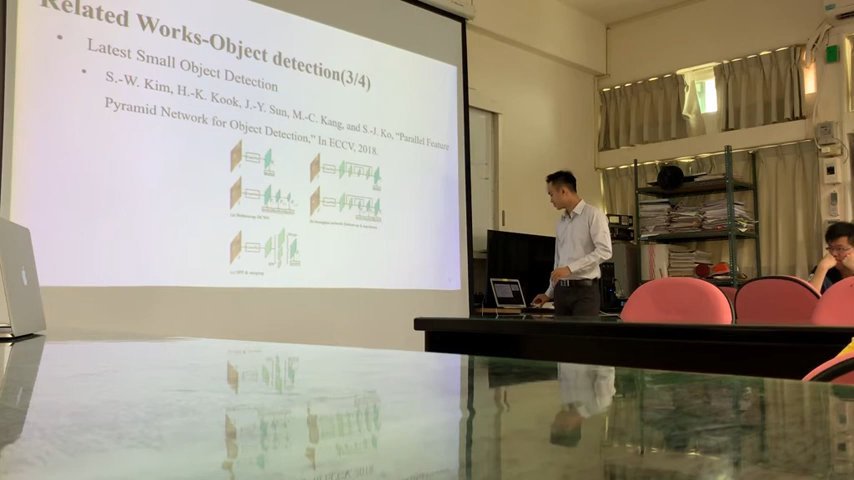 Related Works-Object detection(3/4)
• Latest Small Object Detection
• S.-W. Kim, H.-K. Kook, J.-Y. Sun, M.-C. Kang, and S.-J. Ko, “Parallel Feature
Pyramid Network for Object Detection,” In ECCV, 2018.